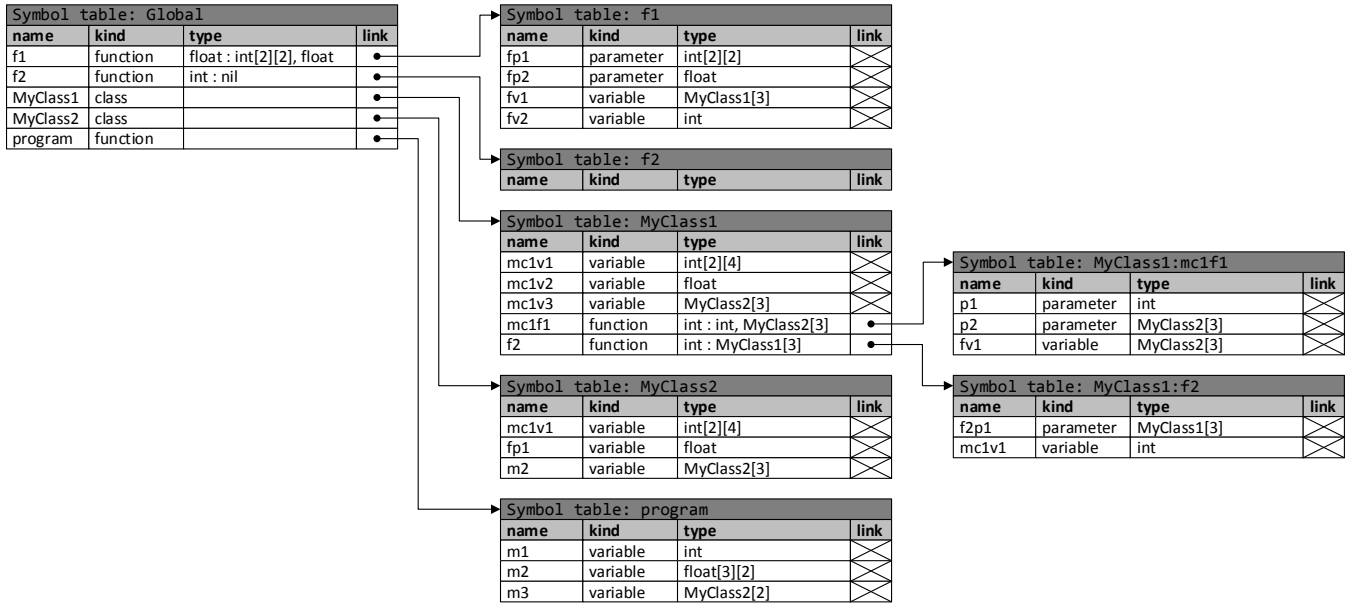 Symbol table: Global
name kind type link
f1 function float : int[2][2], float
f2 function int : nil
MyClass1 class
MyClass2 class
program function
Symbol table: f1
name kind type link
fp1 parameter int[2][2]
fp2 parameter float
fv1 variable MyClass1[3]
fv2 variable int
Symbol table: f2
name kind type link
Symbol table: MyClass1
name kind type link
mc1v1 variable int[2][4]
mc1v2 variable float
mc1v3 variable MyClass2[3]
mc1f1 function int : int, MyClass2[3]
f2 function int : MyClass1[3]
Symbol table: MyClass1:mc1f1
name kind type link
p1 parameter int
p2 parameter MyClass2[3]
fv1 variable MyClass2[3]
Symbol table: MyClass1:f2
name kind type link
f2p1 parameter MyClass1[3]
mc1v1 variable int
Symbol table: MyClass2
name kind type link
mc1v1 variable int[2][4]
fp1 variable float
m2 variable MyClass2[3]
Symbol table: program
name kind type link
m1 variable int
m2 variable float[3][2]
m3 variable MyClass2[2]